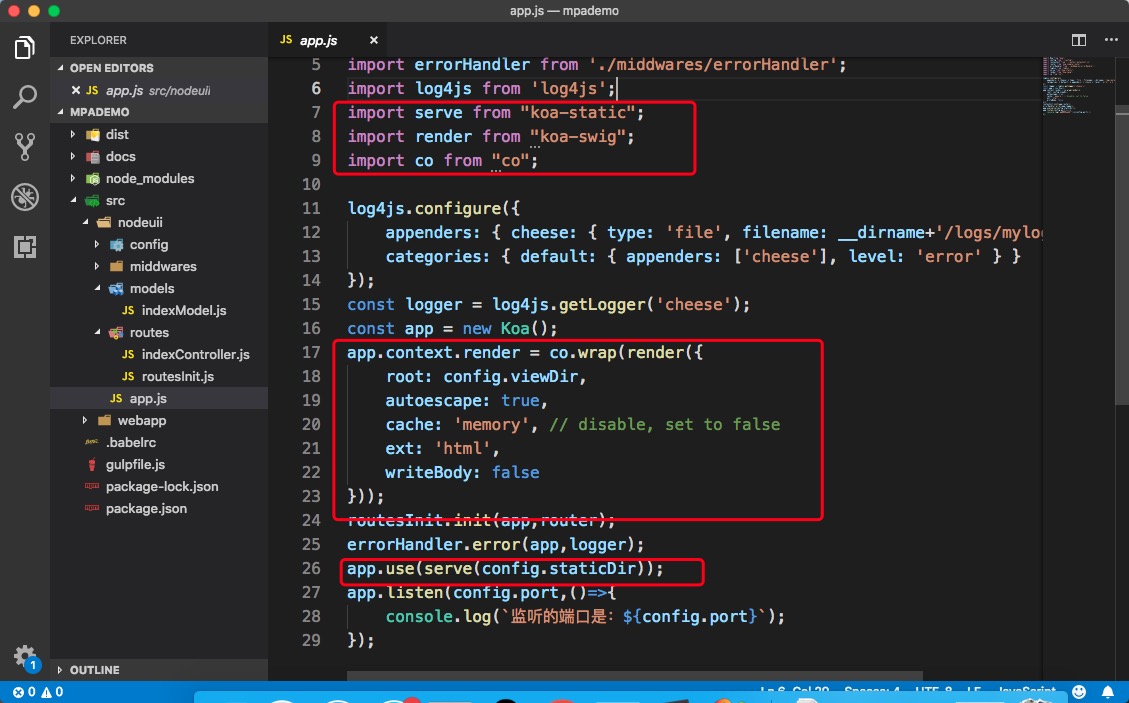 app.js — mpademo
EXPLORER
OPEN EDITORS
JS app.js src/nodeuii
MPADEMO
dist
docs
node_modules
src
nodeuii
config
middwares
models
JS indexModel.js
routes
JS indexController.js
JS routesInit.js
JS app.js
webapp
.babelrc
gulpfile.js
package-lock.json
package.json
OUTLINE
JS app.js
5 import errorHandler from './middwares/errorHandler';
6 import log4js from 'log4js';
7 import serve from "koa-static";
8 import render from "koa-swig";
9 import co from "co";
10
11 log4js.configure({
12 appenders: { cheese: { type: 'file', filename: __dirname+'/logs/mylog
13 categories: { default: { appenders: ['cheese'], level: 'error' } }
14 });
15 const logger = log4js.getLogger('cheese');
16 const app = new Koa();
17 app.context.render = co.wrap(render({
18 root: config.viewDir,
19 autoescape: true,
20 cache: 'memory', // disable, set to false
21 ext: 'html',
22 writeBody: false
23 }));
24 routesInit.init(app,router);
25 errorHandler.error(app,logger);
26 app.use(serve(config.staticDir));
27 app.listen(config.port,()=>{
28 console.log(`监听的端口是: ${config.port}`);
29 });
1
0 0
Ln 6, Col 29 Spaces: 4 UTF-8 LF JavaScript